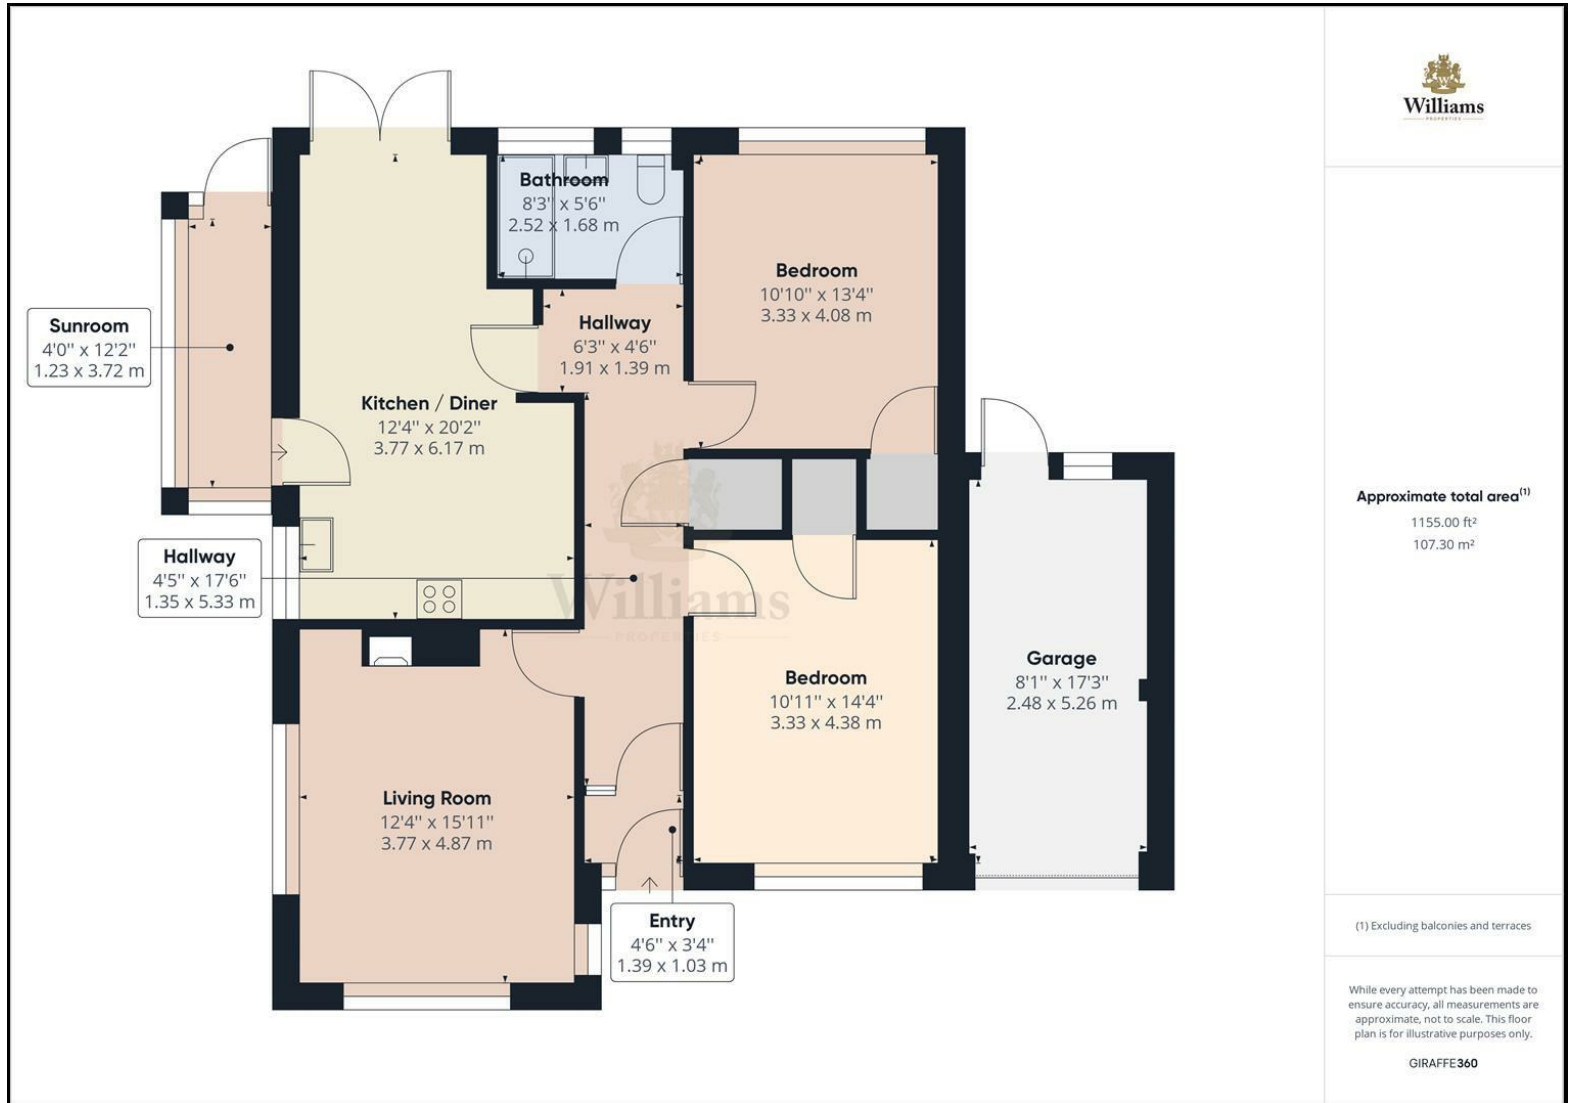 Bathroom
8'3" x 5'6"
2.52 x 1.68 m
Bedroom
10'10'' x 13'4''
3.33 x 4.08 m
Hallway
6'3'' x 4'6''
1.91 x 1.39 m
Sunroom
4'0'' x 12'2''
1.23 x 3.72 m
Kitchen / Diner
12'4'' x 20'2''
3.77 x 6.17 m
Hallway
4'5'' x 17'6''
1.35 x 5.33 m
Williams
PROPERTIES
Bedroom
10'11'' x 14'4''
3.33 x 4.38 m
Garage
8'1'' x 17'3''
2.48 x 5.26 m
Living Room
12'4'' x 15'11''
3.77 x 4.87 m
Entry
4'6'' x 3'4''
1.39 x 1.03 m
W
Williams
PROPERTIES
Approximate total area(1)
1155.00 ft²
107.30 m²
(1) Excluding balconies and terraces
While every attempt has been made to
ensure accuracy, all measurements are
approximate, not to scale. This floor
plan is for illustrative purposes only.
GIRAFFE360